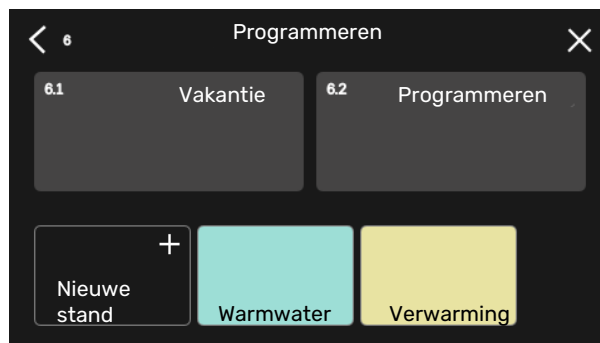 6
Programmeren
6.1
Vakantie
6.2
Programmeren
Nieuwe
stand
Warmwater
Verwarming